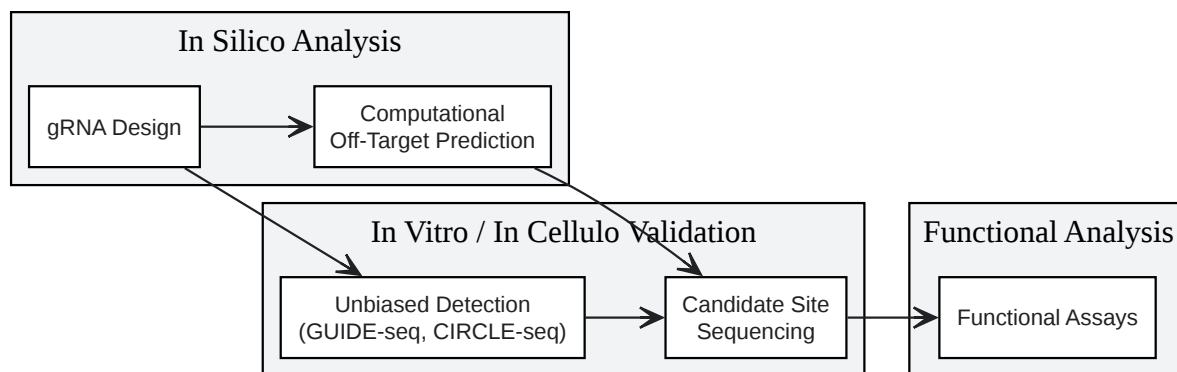 In Silico Analysis
gRNA Design
Computational
Off-Target Prediction
In Vitro / In Cellulo Validation
Unbiased Detection
(GUIDE-seq, CIRCLE-seq)
Candidate Site
Sequencing
Functional Analysis
Functional Assays